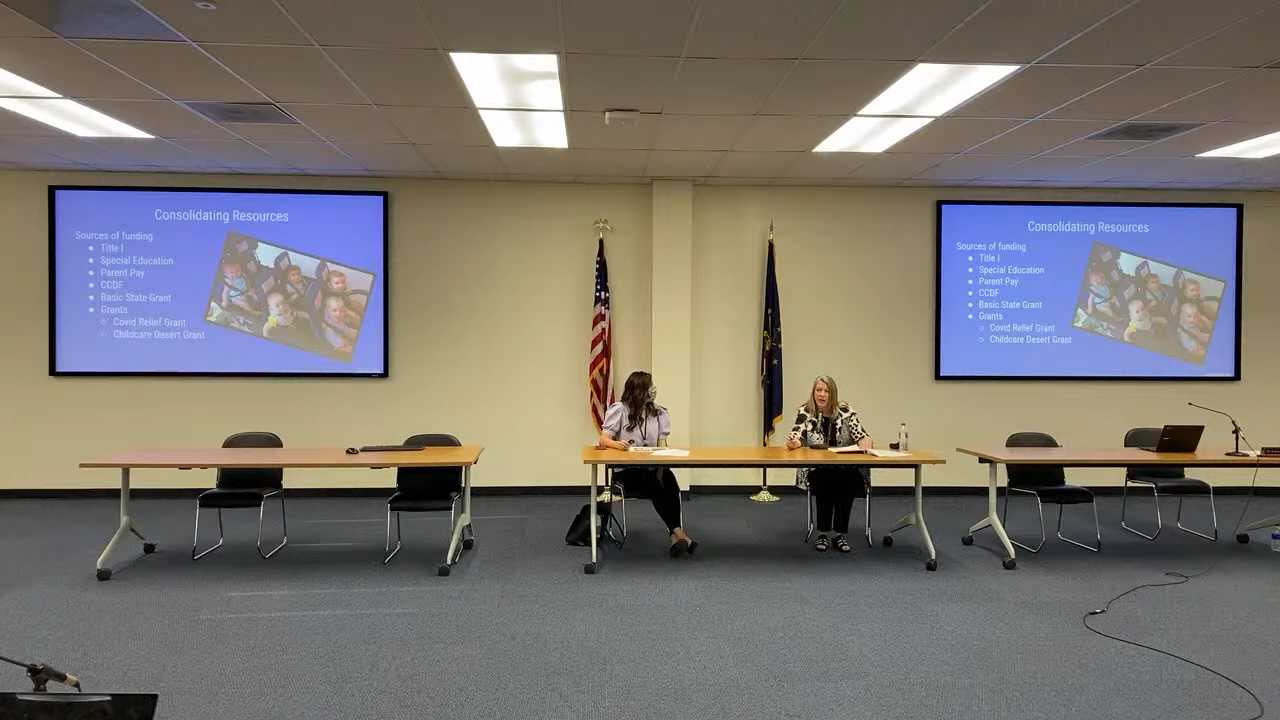 Consolidating Resources
Sources of funding
● Title I
● Special Education
● Parent Pay
● CCDF
● Basic State Grant
● Grants
○ Covid Relief Grant
○ Childcare Desert Grant
Consolidating Resources
Sources of funding
● Title I
● Special Education
● Parent Pay
● CCDF
● Basic State Grant
● Grants
○ Covid Relief Grant
○ Childcare Desert Grant